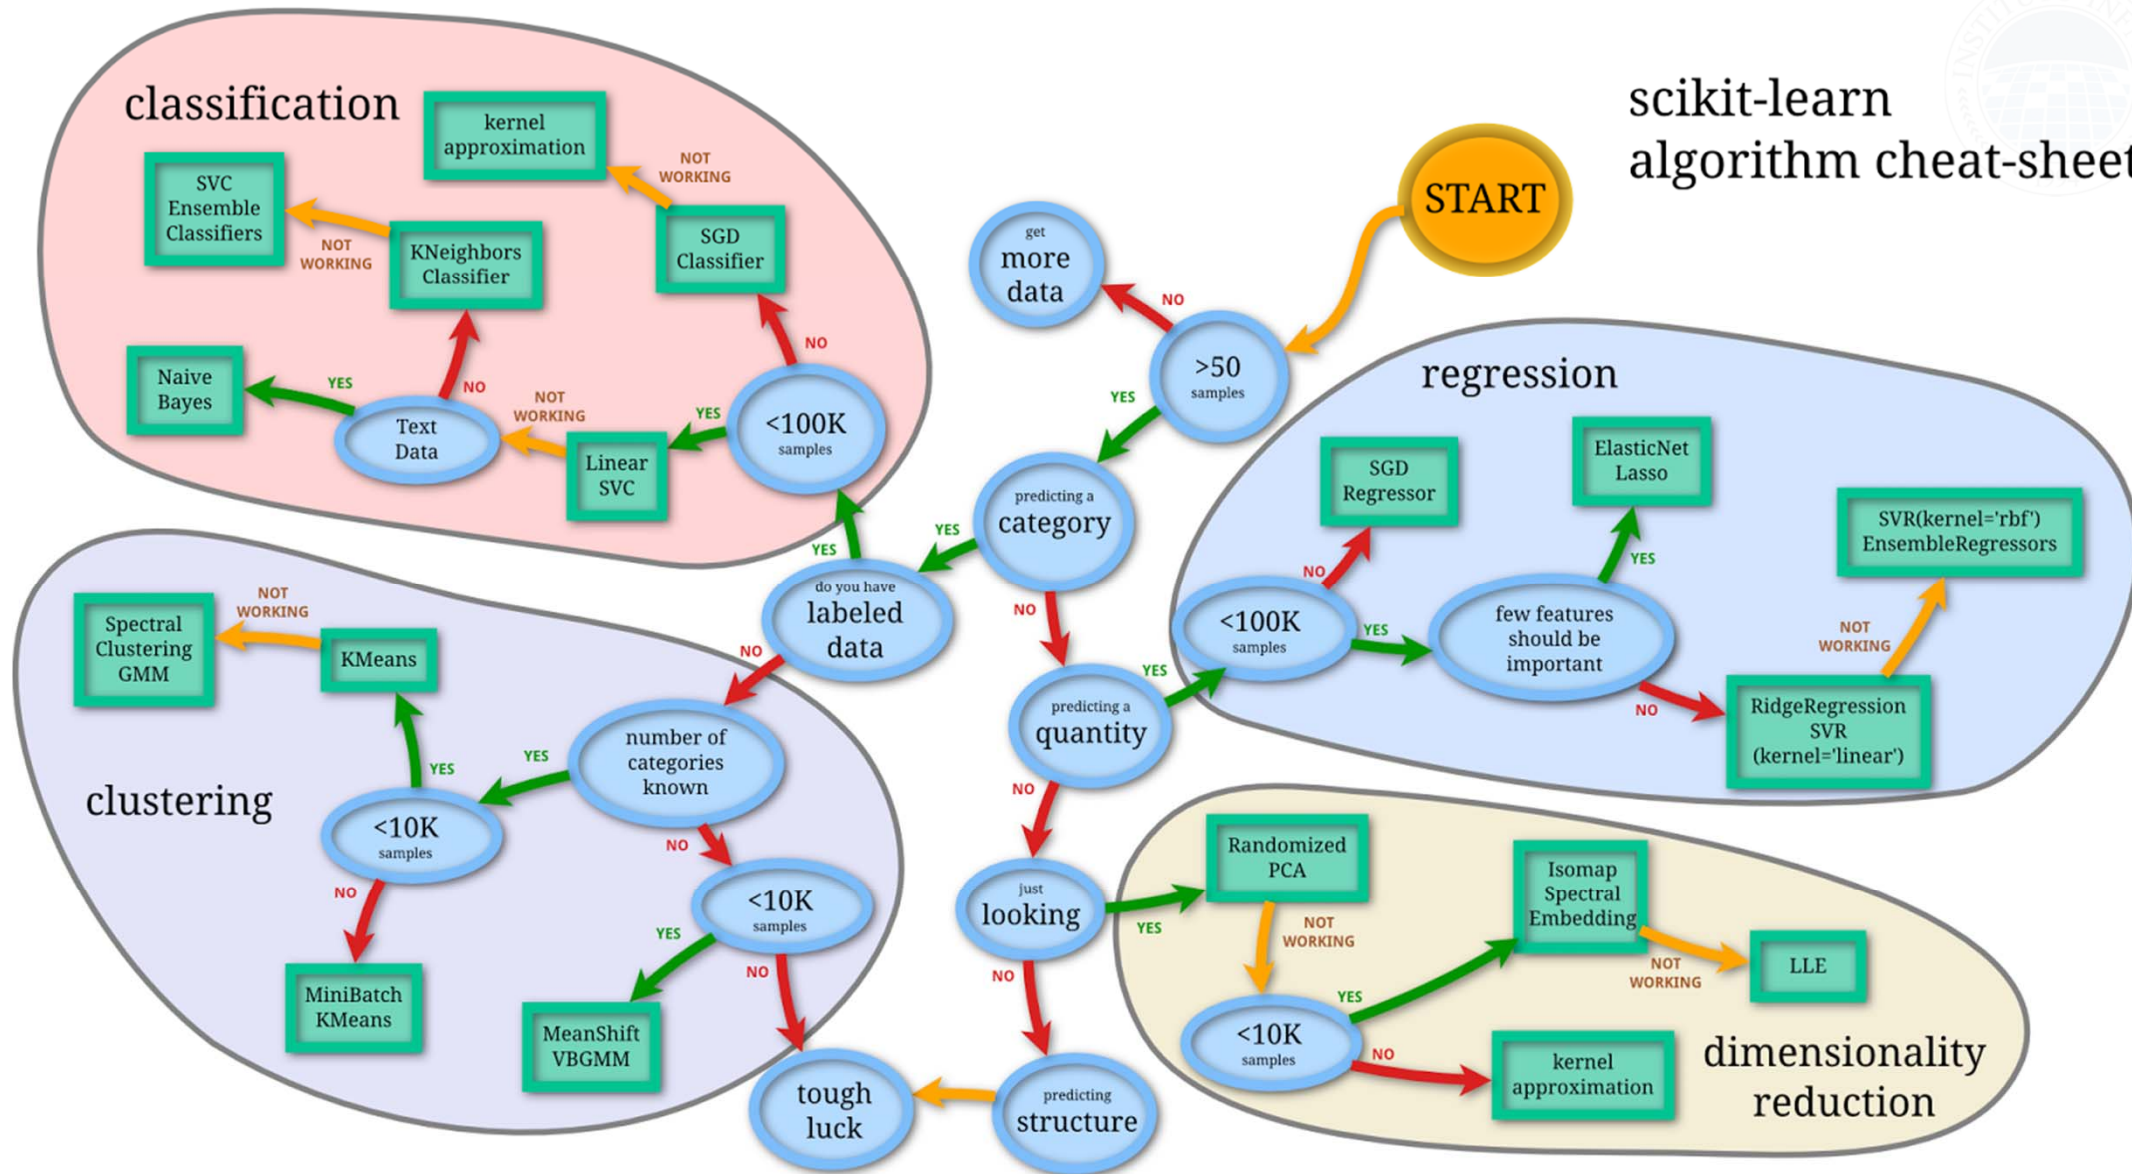 scikit-learn
algorithm cheat-sheet
START
classification
kernel
approximation
NOT
WORKING
SVC
Ensemble
Classifiers
NOT
WORKING
KNeighbors
Classifier
SGD
Classifier
NO
Naive
Bayes
YES
Text
Data
NO
NOT
WORKING
Linear
SVC
YES
<100K
samples
get
more
data
NO
>50
samples
YES
predicting a
category
YES
do you have
labeled
data
YES
NO
NO
predicting a
quantity
YES
NO
just
looking
YES
NO
predicting
structure
tough
luck
regression
SGD
Regressor
ElasticNet
Lasso
SVR(kernel='rbf')
EnsembleRegressors
NO
YES
<100K
samples
YES
few features
should be
important
NOT
WORKING
NO
RidgeRegression
SVR
(kernel='linear')
clustering
Spectral
Clustering
GMM
NOT
WORKING
KMeans
number of
categories
known
YES
YES
<10K
samples
NO
NO
<10K
samples
YES
NO
MiniBatch
KMeans
MeanShift
VBGMM
Randomized
PCA
NOT
WORKING
Isomap
Spectral
Embedding
NOT
WORKING
LLE
YES
<10K
samples
NO
kernel
approximation
dimensionality
reduction